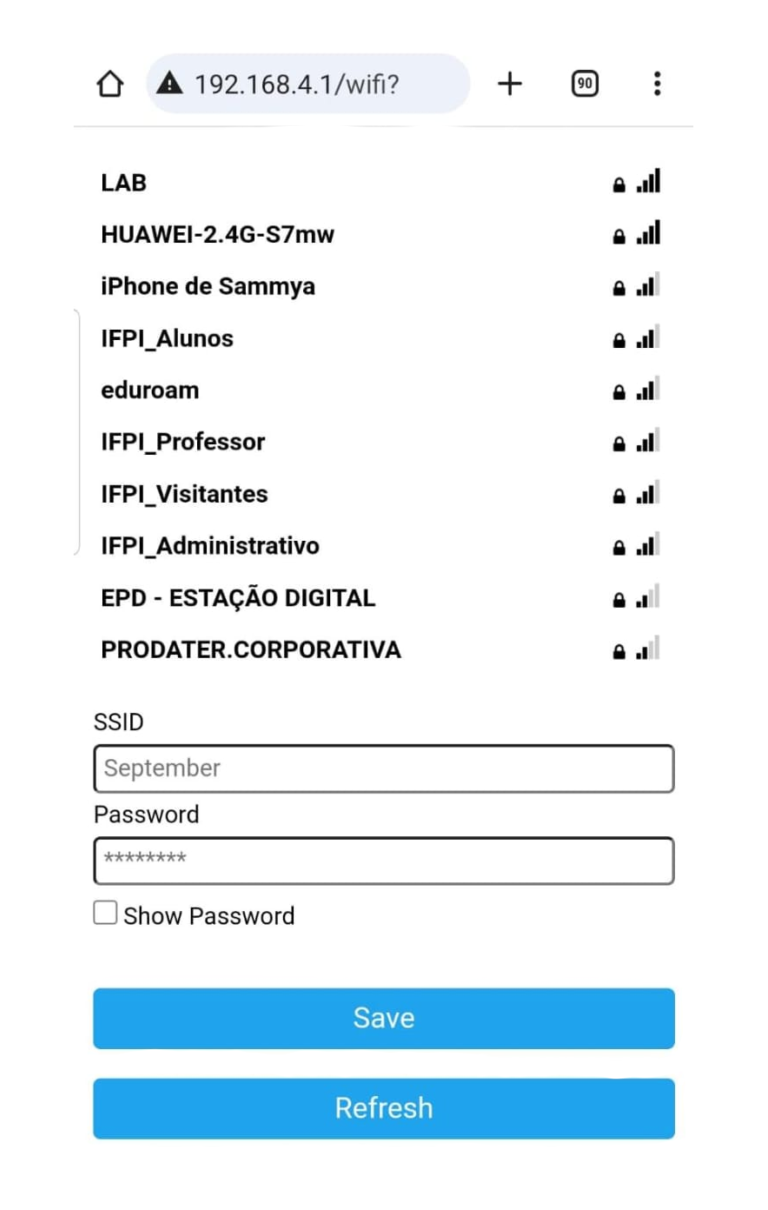 192.168.4.1/wifi?
90
LAB
HUAWEI-2.4G-S7mw
iPhone de Sammya
IFPI_Alunos
eduroam
IFPI_Professor
IFPI_Visitantes
IFPI_Administrativo
EPD - ESTAÇÃO DIGITAL
PRODATER.CORPORATIVA
SSID
September
Password
********
Show Password
Save
Refresh